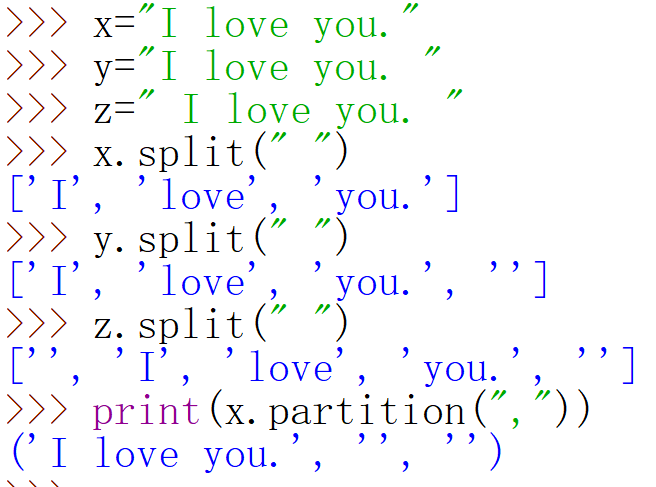 >>> x="I love you."
>>> y="I love you. "
>>> z=" I love you. "
>>> x.split(" ")
['I', 'love', 'you.']
>>> y.split(" ")
['I', 'love', 'you.', '']
>>> z.split(" ")
['', 'I', 'love', 'you.', '']
>>> print(x.partition(","))
('I love you.', '', '')
>>>